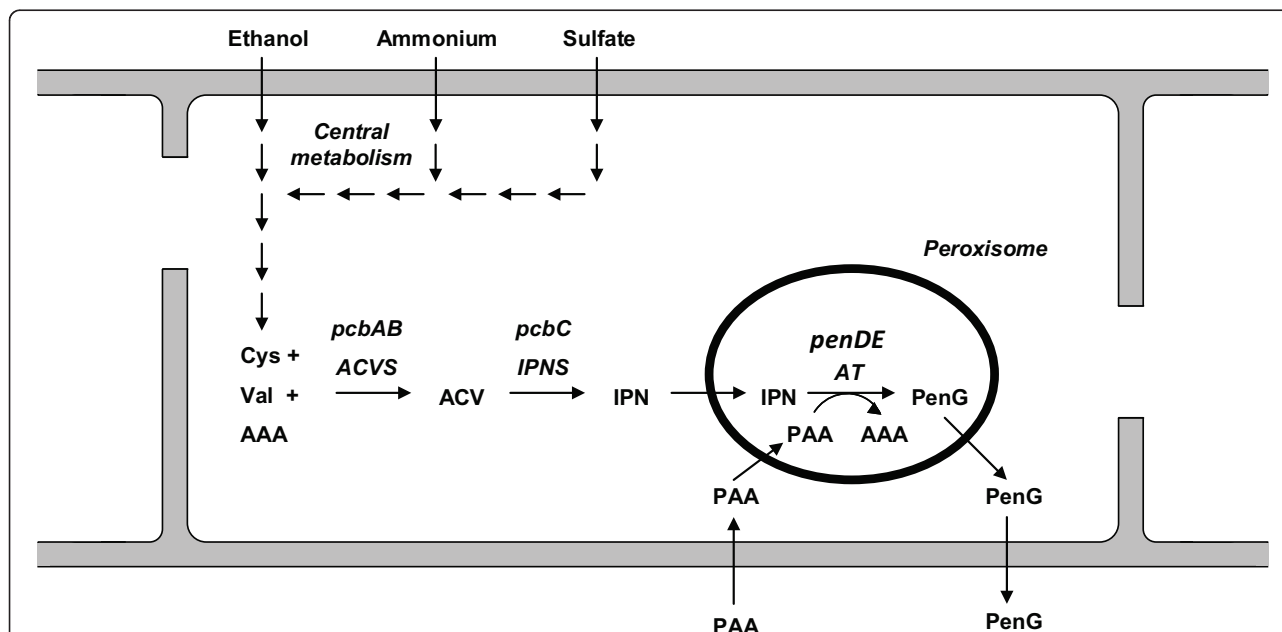 Ethanol Ammonium Sulfate
Central
metabolism
Peroxisome
pcbAB pcbC penDE
Cys +
ACVS IPNS AT
Val + ACV IPN IPN PenG
AAA PAA AAA
PAA PenG
PAA PenG